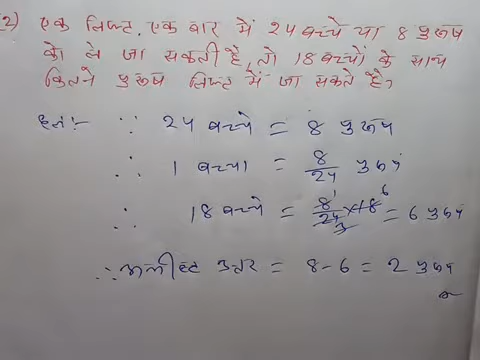 2) एक लिफ्ट, एक बार में 24 बच्चे या 8 पुरूष
को ले जा सकती है, तो 18 बच्चों के साथ
कितने पुरूष लिफ्ट में जा सकते है?
हलः- ∵ 24 बच्चे = 8 पुरूष
∴ 1 बच्चा = 8/24 पुरूष
∴ 18 बच्चे = 8/24 × 18 = 6 पुरूष
∴ अभीष्ट उत्तर = 8 - 6 = 2 पुरूष